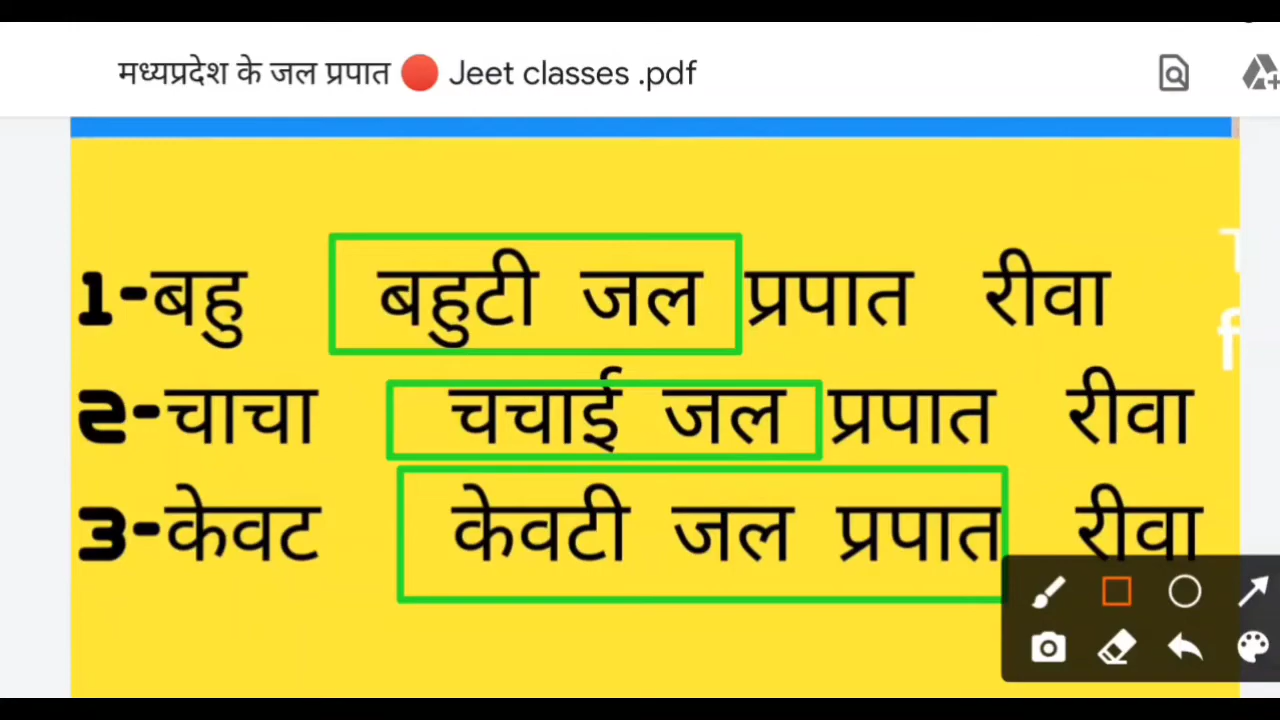 मध्यप्रदेश के जल प्रपात 🔴 Jeet classes .pdf
1-बहु बहुटी जल प्रपात रीवा
2-चाचा चचाई जल प्रपात रीवा
3-केवट केवटी जल प्रपात रीवा